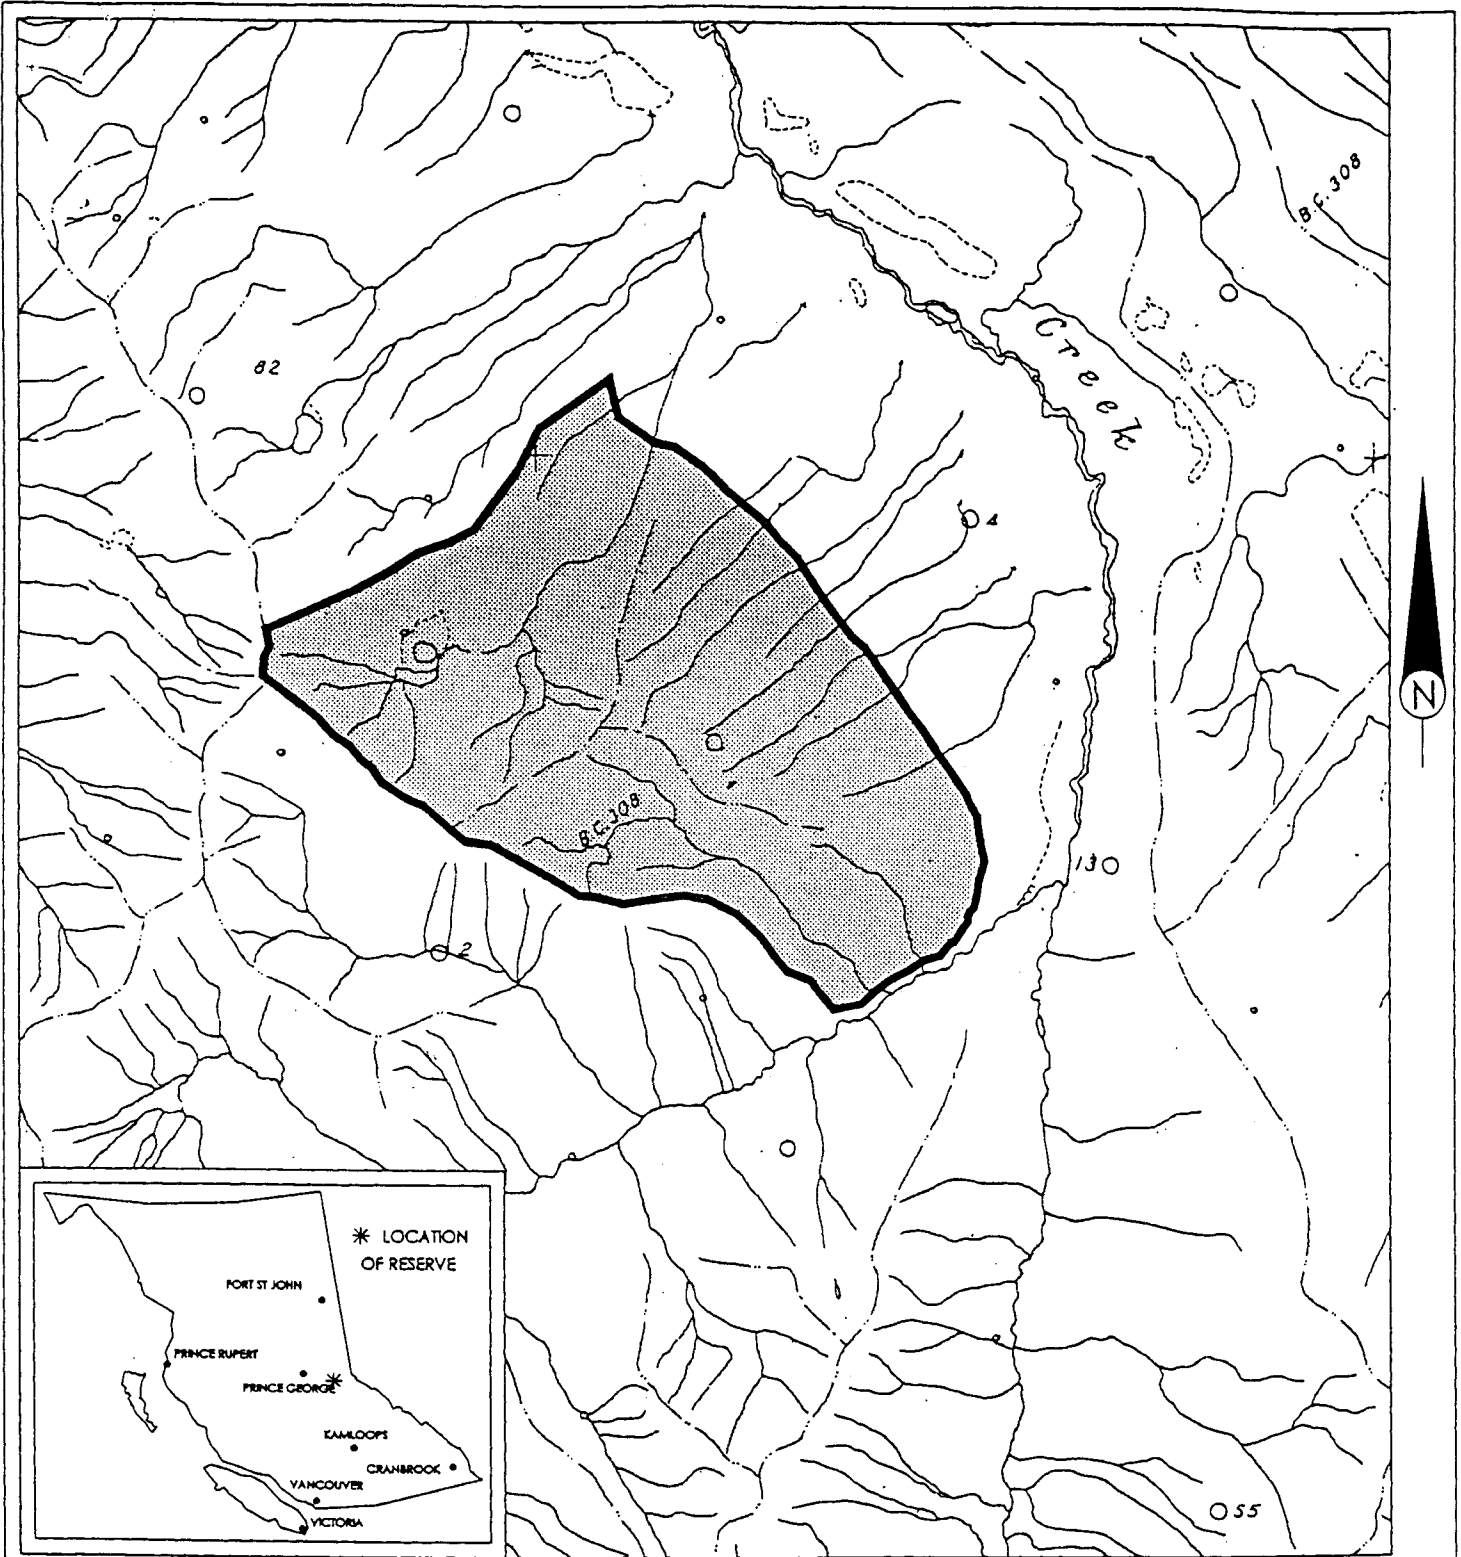 B.C. 308
Creek
82
4
N
B.C. 308
13
2
* LOCATION
OF RESERVE
FORT ST JOHN
PRINCE RUPERT
PRINCE GEORGE
KAMLOOPS
CRANBROOK
VANCOUVER
VICTORIA
55